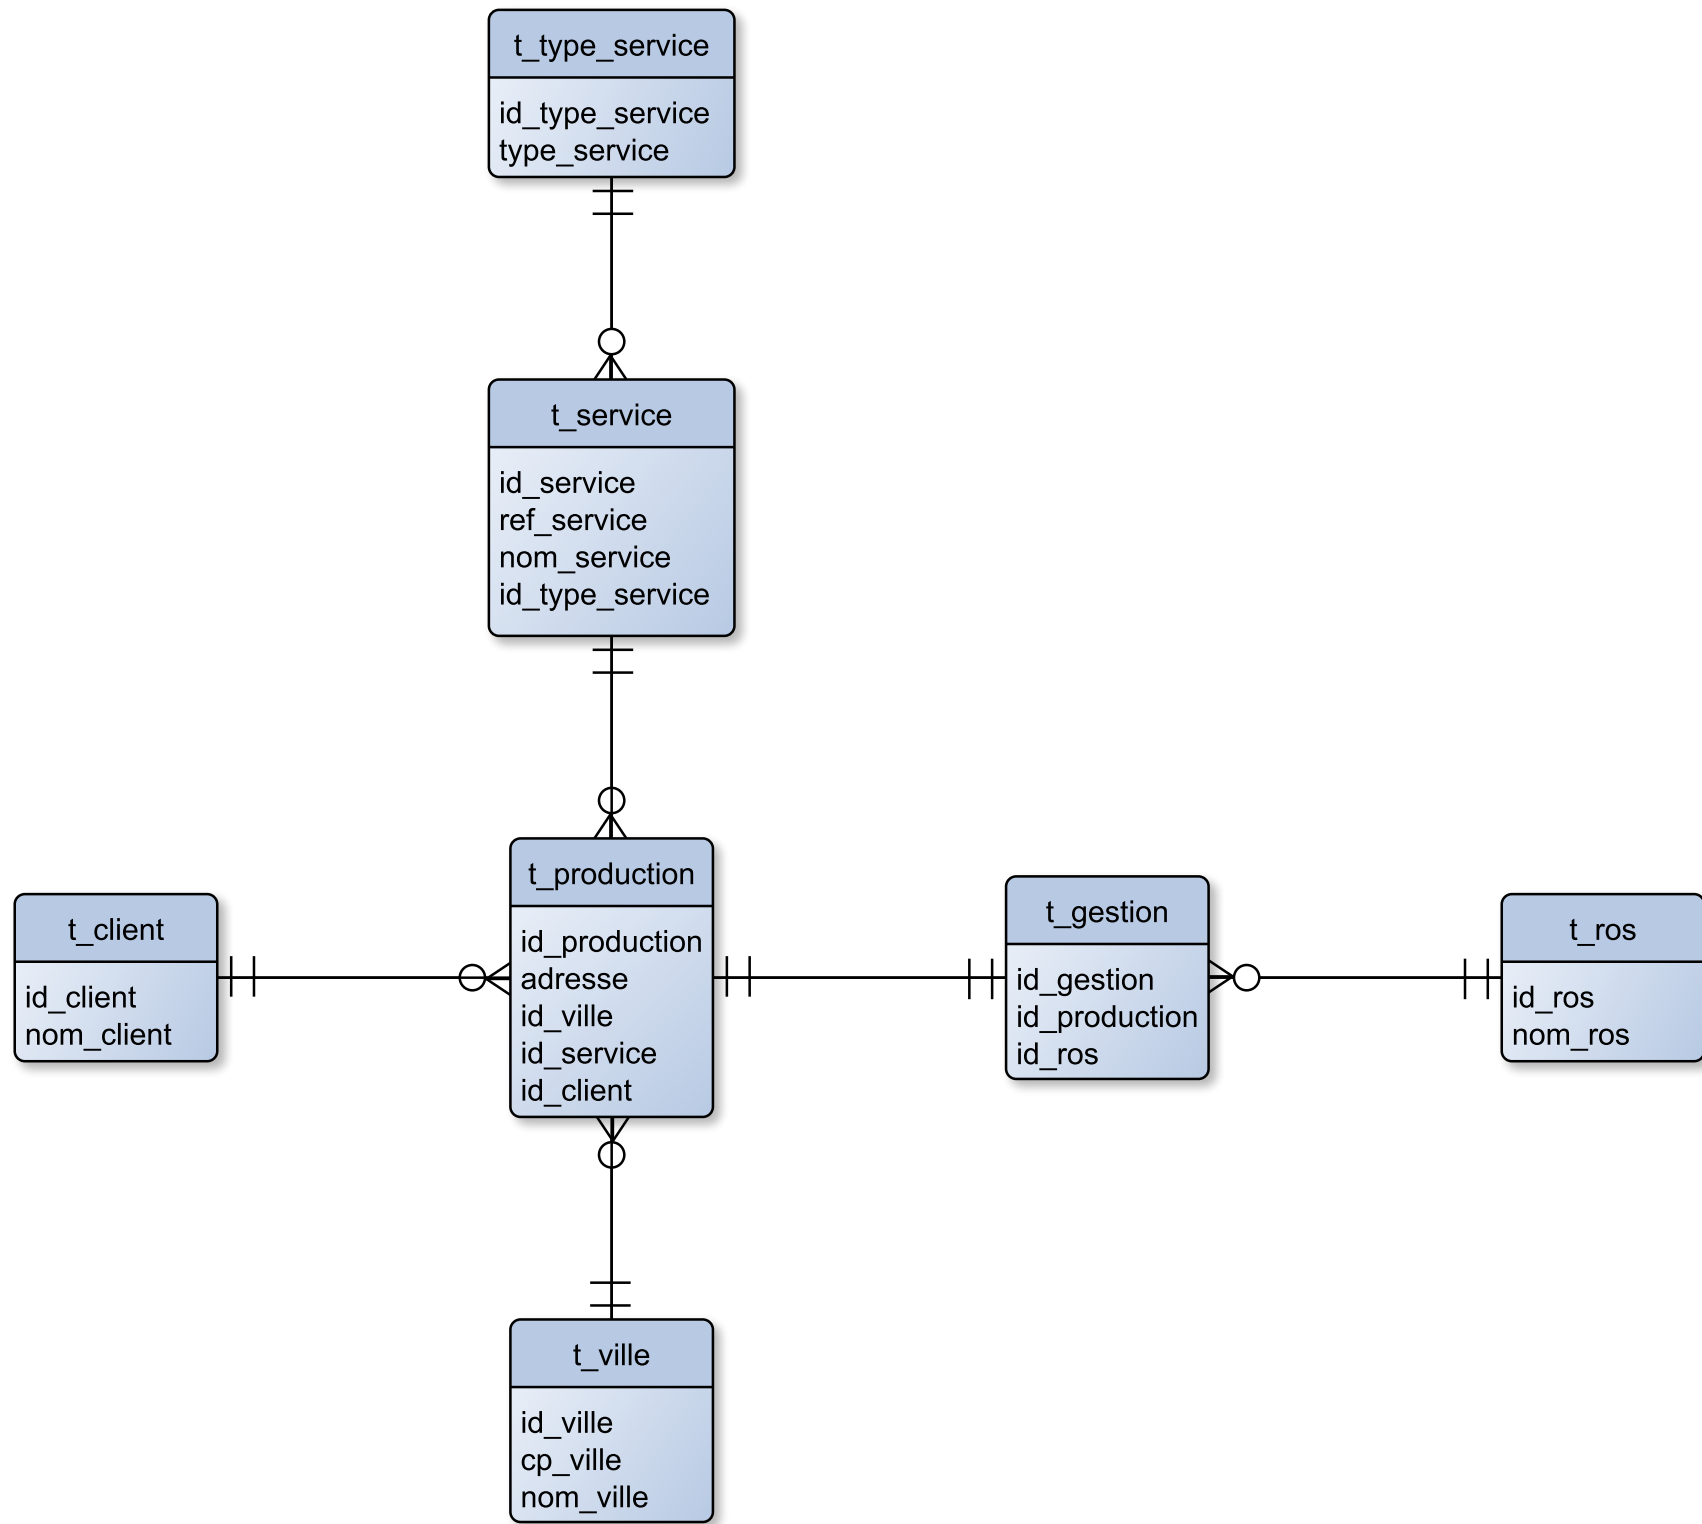 t_type_service
id_type_service
type_service
t_service
id_service
ref_service
nom_service
id_type_service
t_client
id_client
nom_client
t_production
id_production
adresse
id_ville
id_service
id_client
t_gestion
id_gestion
id_production
id_ros
t_ros
id_ros
nom_ros
t_ville
id_ville
cp_ville
nom_ville